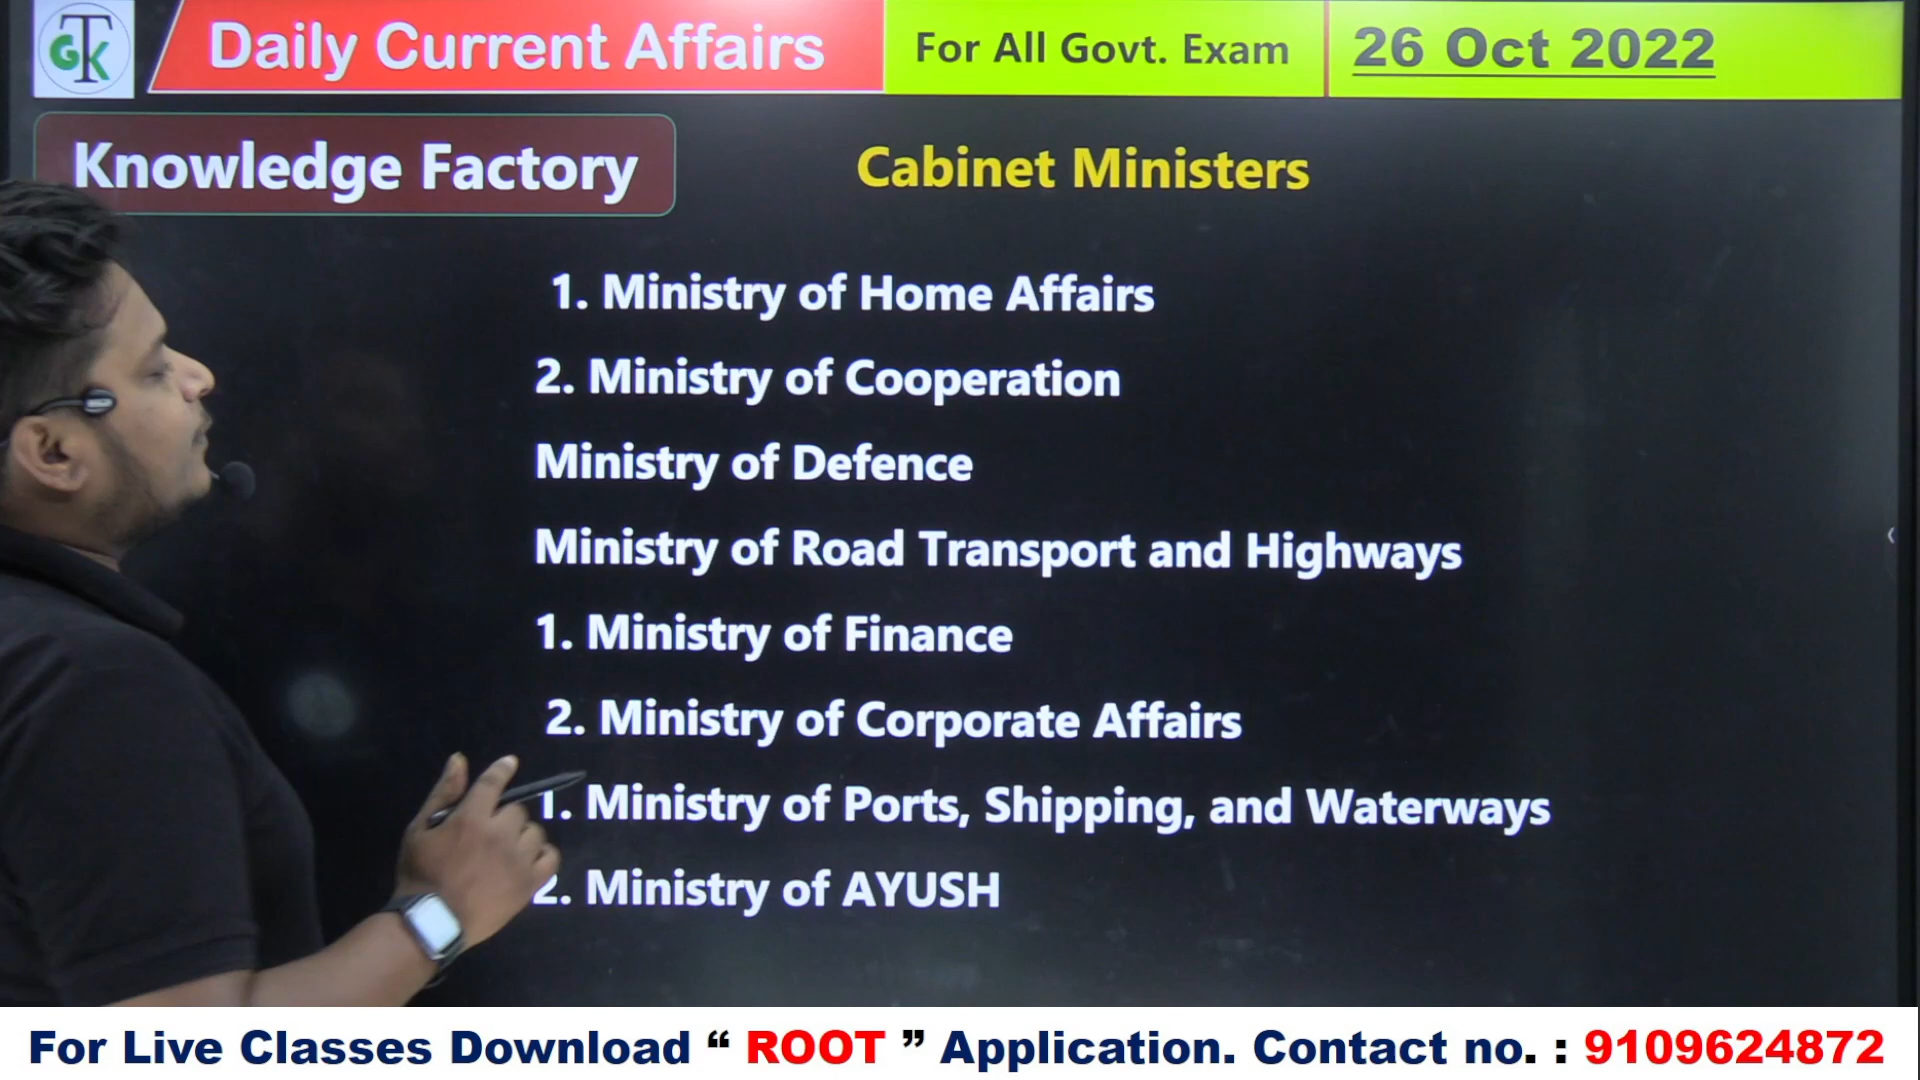 TGK
Daily Current Affairs
For All Govt. Exam
26 Oct 2022
Knowledge Factory
Cabinet Ministers
1. Ministry of Home Affairs
2. Ministry of Cooperation
Ministry of Defence
Ministry of Road Transport and Highways
1. Ministry of Finance
2. Ministry of Corporate Affairs
1. Ministry of Ports, Shipping, and Waterways
2. Ministry of AYUSH
For Live Classes Download “ ROOT ” Application. Contact no. : 9109624872